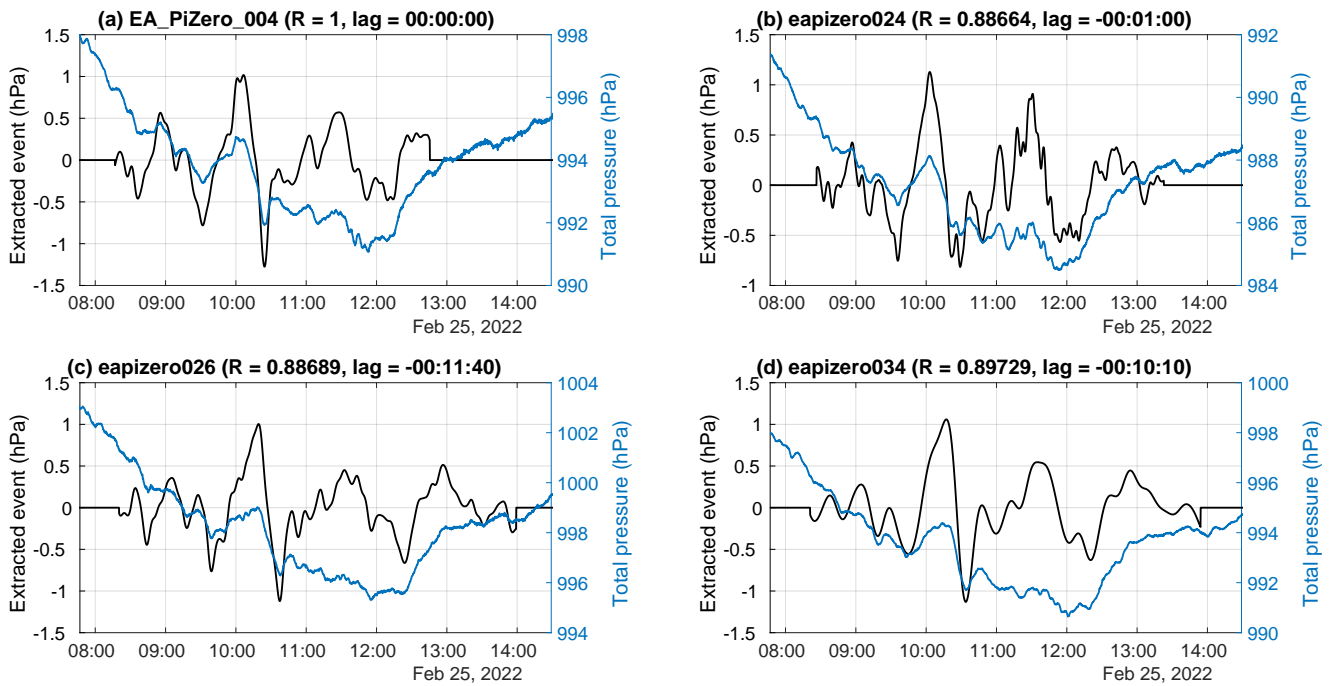 (a) EA_PiZero_004 (R = 1, lag = 00:00:00)
Extracted event (hPa)
1.5
1
0.5
0
-0.5
-1
-1.5
998
996
994
992
990
Total pressure (hPa)
08:00 09:00 10:00 11:00 12:00 13:00 14:00
Feb 25, 2022
(b) eapizero024 (R = 0.88664, lag = -00:01:00)
Extracted event (hPa)
1.5
1
0.5
0
-0.5
-1
992
990
988
986
984
Total pressure (hPa)
08:00 09:00 10:00 11:00 12:00 13:00 14:00
Feb 25, 2022
(c) eapizero026 (R = 0.88689, lag = -00:11:40)
Extracted event (hPa)
1.5
1
0.5
0
-0.5
-1
-1.5
1004
1002
1000
998
996
994
Total pressure (hPa)
08:00 09:00 10:00 11:00 12:00 13:00 14:00
Feb 25, 2022
(d) eapizero034 (R = 0.89729, lag = -00:10:10)
Extracted event (hPa)
1.5
1
0.5
0
-0.5
-1
-1.5
1000
998
996
994
992
990
Total pressure (hPa)
08:00 09:00 10:00 11:00 12:00 13:00 14:00
Feb 25, 2022